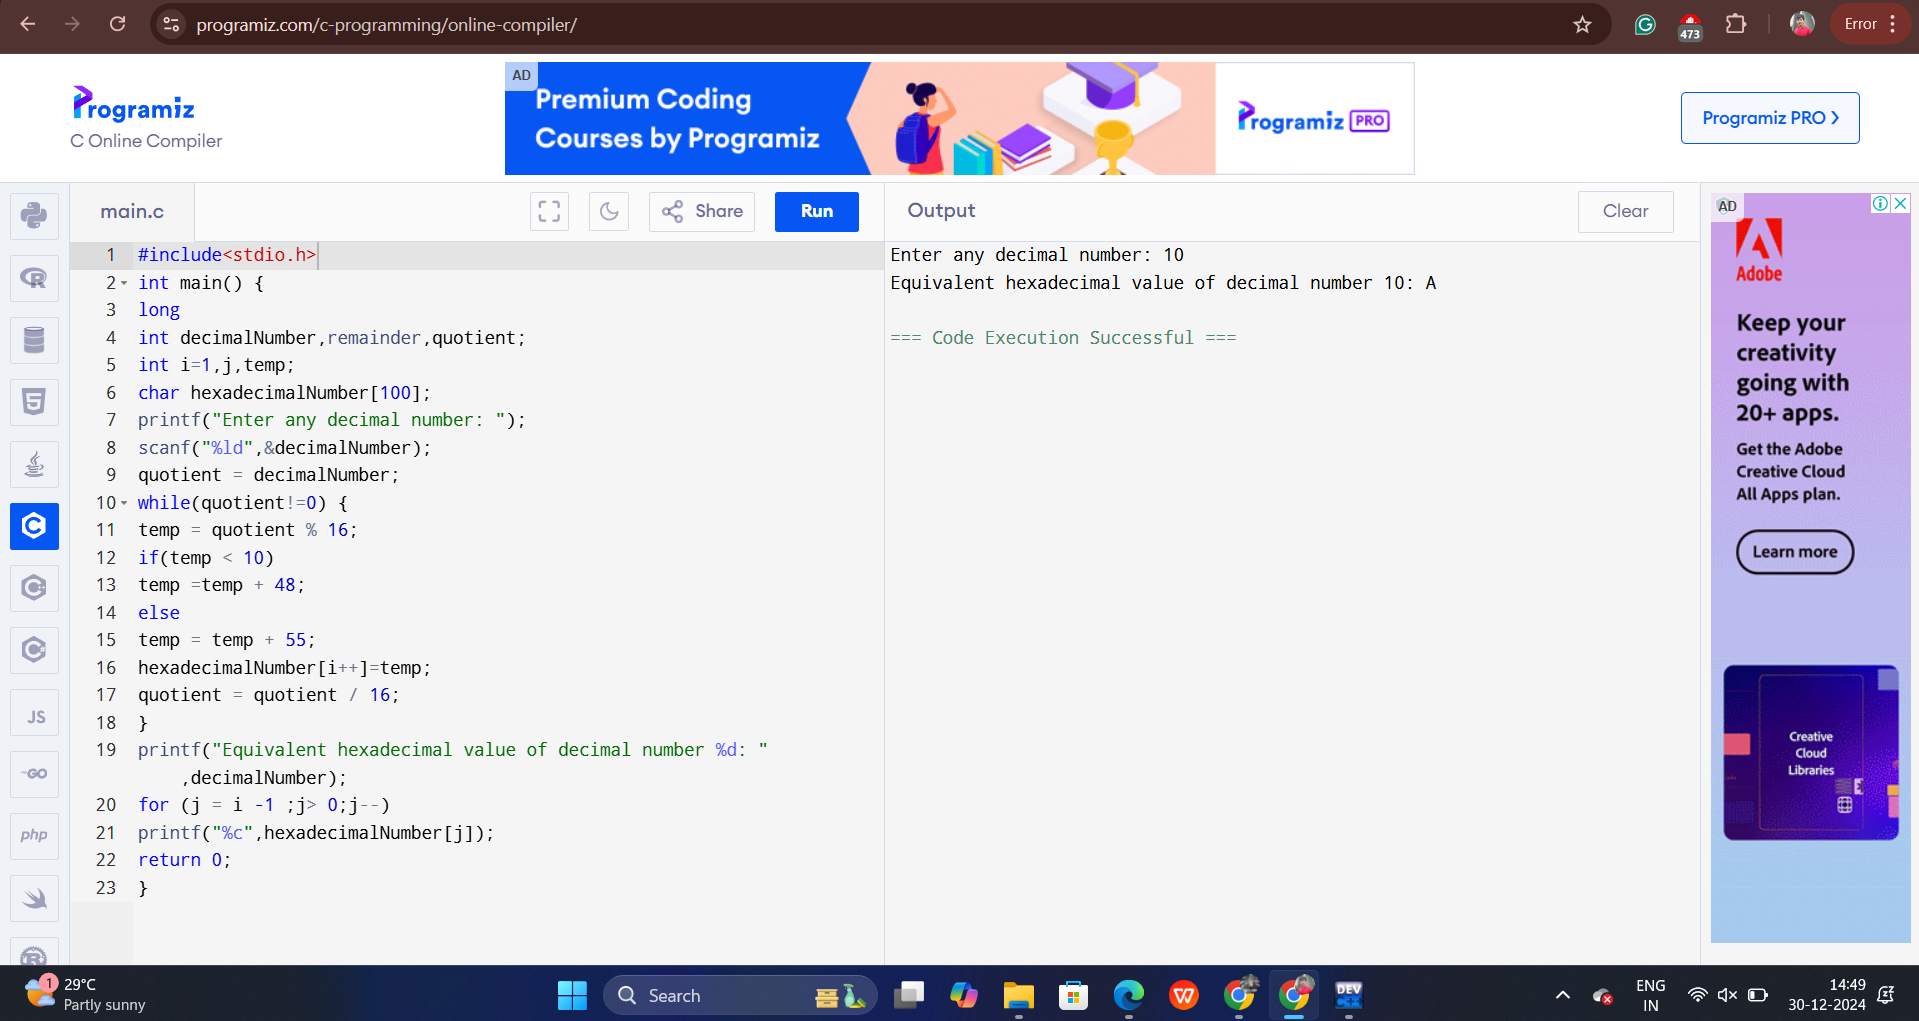 programiz.com/c-programming/online-compiler/
473
Error
Programiz
C Online Compiler
AD
Premium Coding
Courses by Programiz
Programiz PRO
Programiz PRO
main.c
Share
Run
Output
Clear
1 #include<stdio.h>
2 int main() {
3 long
4 int decimalNumber,remainder,quotient;
5 int i=1,j,temp;
6 char hexadecimalNumber[100];
7 printf("Enter any decimal number: ");
8 scanf("%ld",&decimalNumber);
9 quotient = decimalNumber;
10 while(quotient!=0) {
11 temp = quotient % 16;
12 if(temp < 10)
13 temp =temp + 48;
14 else
15 temp = temp + 55;
16 hexadecimalNumber[i++]=temp;
17 quotient = quotient / 16;
18 }
19 printf("Equivalent hexadecimal value of decimal number %d: "
,decimalNumber);
20 for (j = i -1 ;j> 0;j--)
21 printf("%c",hexadecimalNumber[j]);
22 return 0;
23 }
Enter any decimal number: 10
Equivalent hexadecimal value of decimal number 10: A
=== Code Execution Successful ===
JS
GO
php
AD
Adobe
Keep your
creativity
going with
20+ apps.
Get the Adobe
Creative Cloud
All Apps plan.
Learn more
Creative
Cloud
Libraries
1
29°C
Partly sunny
Search
DEV
C++
ENG
IN
14:49
30-12-2024